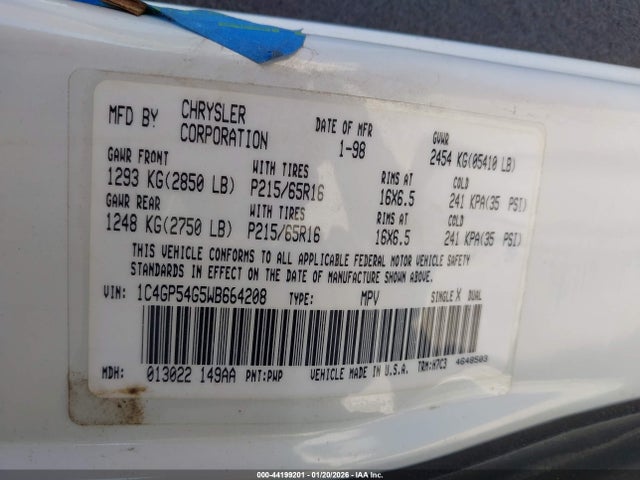 MFD BY CHRYSLER CORPORATION DATE OF MFR 1-98 GVWR 2454 KG(05410 LB)
GAWR FRONT WITH TIRES RIMS AT COLD
1293 KG(2850 LB) P215/65R16 16X6.5 241 KPA(35 PSI)
GAWR REAR WITH TIRES RIMS AT COLD
1248 KG(2750 LB) P215/65R16 16X6.5 241 KPA(35 PSI)
THIS VEHICLE CONFORMS TO ALL APPLICABLE FEDERAL MOTOR VEHICLE SAFETY
STANDARDS IN EFFECT ON THE DATE OF MANUFACTURE SHOWN ABOVE.
VIN: 1C4GP54G5WB664208 TYPE: MPV SINGLE X DUAL
MDH: 013022 149AA PNT:PWP VEHICLE MADE IN U.S.A. TRM:H7C3 4648503
000-44199201 - 01/20/2026 - IAA Inc.